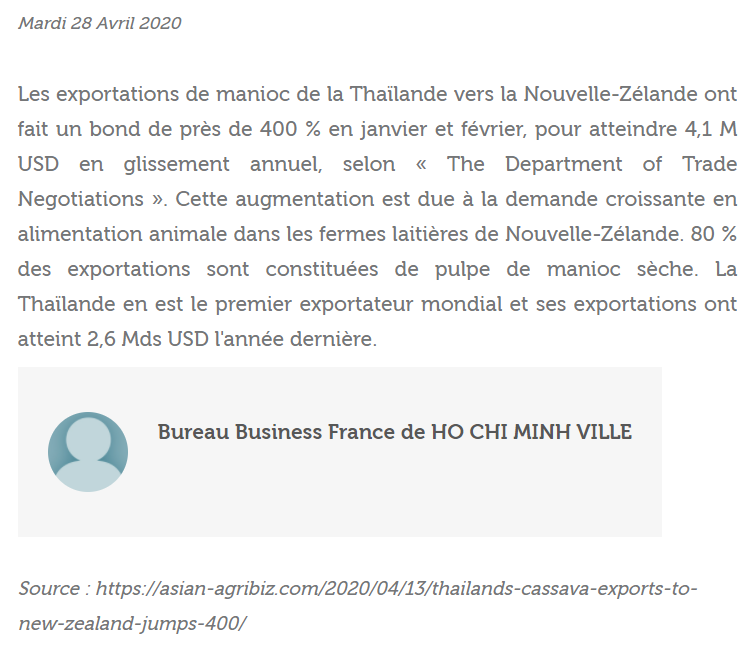 Mardi 28 Avril 2020
Les exportations de manioc de la Thaïlande vers la Nouvelle-Zélande ont
fait un bond de près de 400 % en janvier et février, pour atteindre 4,1 M
USD en glissement annuel, selon « The Department of Trade
Negotiations ». Cette augmentation est due à la demande croissante en
alimentation animale dans les fermes laitières de Nouvelle-Zélande. 80 %
des exportations sont constituées de pulpe de manioc sèche. La
Thaïlande en est le premier exportateur mondial et ses exportations ont
atteint 2,6 Mds USD l'année dernière.
Bureau Business France de HO CHI MINH VILLE
Source : https://asian-agribiz.com/2020/04/13/thailands-cassava-exports-to-
new-zealand-jumps-400/